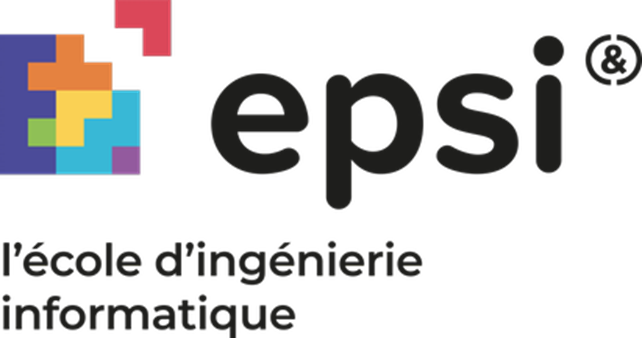 epsi (&)
l'école d'ingénierie
informatique